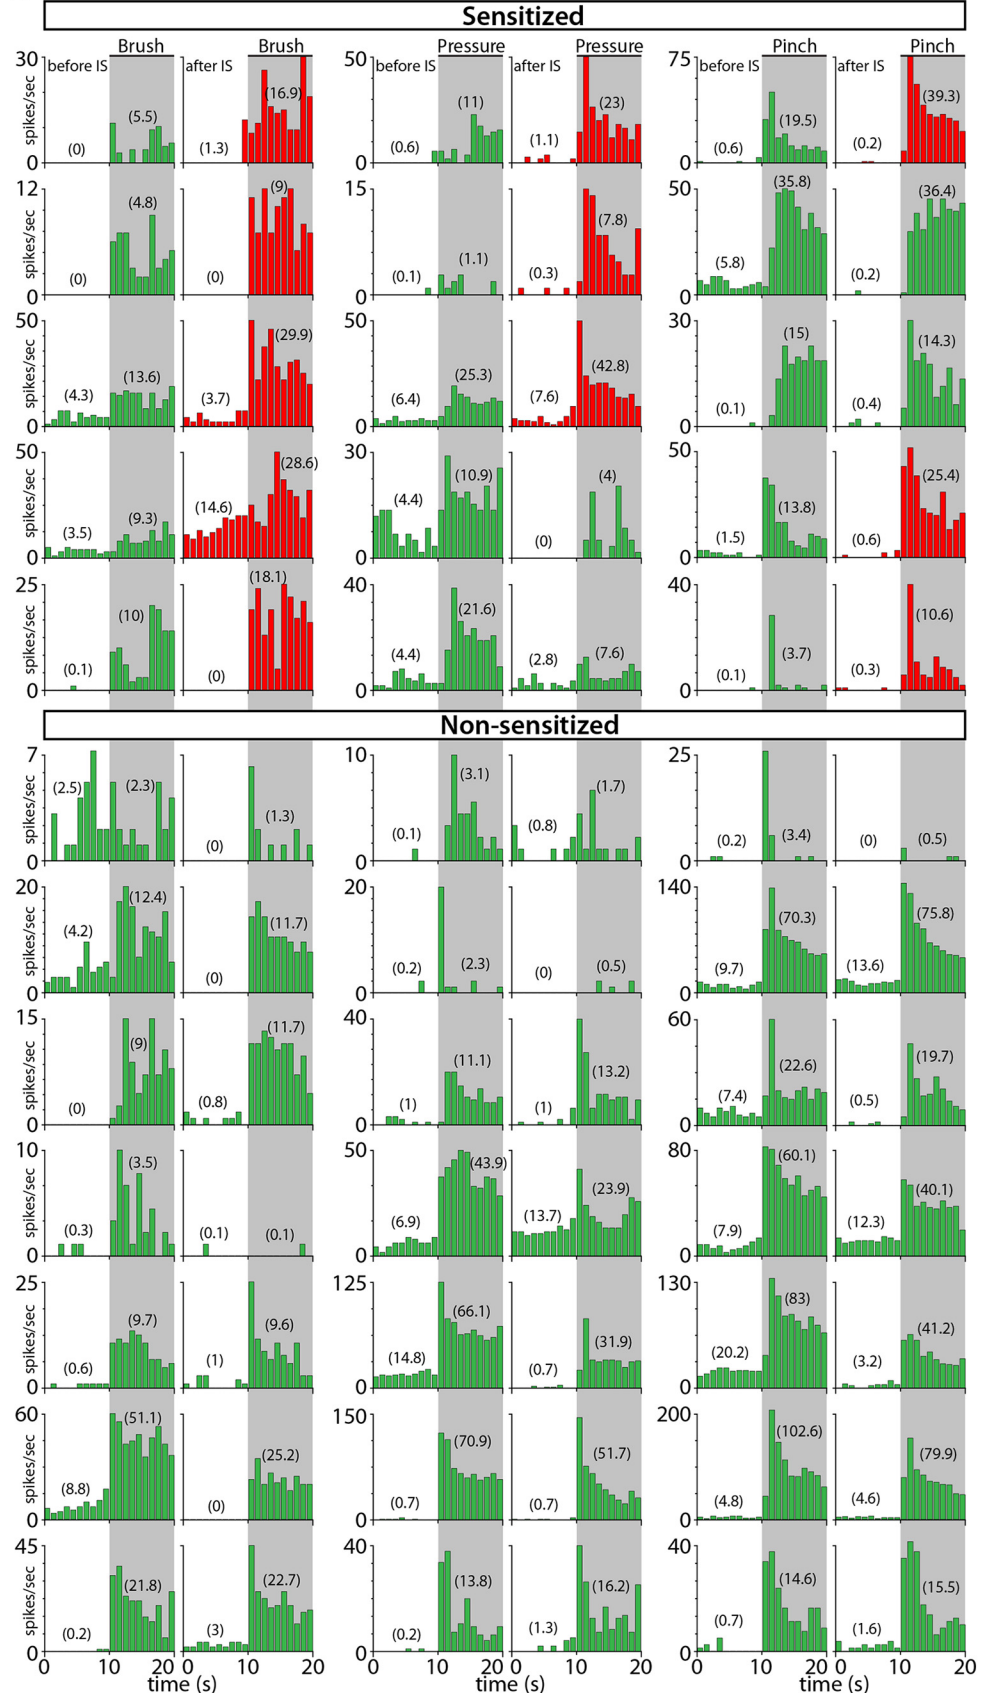 Sensitized
Brush Brush Pressure Pressure Pinch Pinch
30 before IS after IS 50 before IS after IS 75 before IS after IS
spikes/sec (0) (5.5) (1.3) (16.9) (0.6) (11) (1.1) (23) (0.6) (19.5) (0.2) (39.3)
0 0 0
12 15 50
spikes/sec (0) (4.8) (0) (9) (0.1) (1.1) (0.3) (7.8) (5.8) (35.8) (0.2) (36.4)
0 0 0
50 50 30
spikes/sec (4.3) (13.6) (3.7) (29.9) (6.4) (25.3) (7.6) (42.8) (0.1) (15) (0.4) (14.3)
0 0 0
50 30 50
spikes/sec (3.5) (9.3) (14.6) (28.6) (4.4) (10.9) (0) (4) (1.5) (13.8) (0.6) (25.4)
0 0 0
25 40 40
spikes/sec (0.1) (10) (0) (18.1) (4.4) (21.6) (2.8) (7.6) (0.1) (3.7) (0.3) (10.6)
0 0 0
Non-sensitized
7 10 25
spikes/sec (2.5) (2.3) (0) (1.3) (0.1) (3.1) (0.8) (1.7) (0.2) (3.4) (0) (0.5)
0 0 0
20 20 140
spikes/sec (4.2) (12.4) (0) (11.7) (0.2) (2.3) (0) (0.5) (9.7) (70.3) (13.6) (75.8)
0 0 0
15 40 60
spikes/sec (0) (9) (0.8) (11.7) (1) (11.1) (1) (13.2) (7.4) (22.6) (0.5) (19.7)
0 0 0
10 50 80
spikes/sec (0.3) (3.5) (0.1) (0.1) (6.9) (43.9) (13.7) (23.9) (7.9) (60.1) (12.3) (40.1)
0 0 0
25 125 130
spikes/sec (0.6) (9.7) (1) (9.6) (14.8) (66.1) (0.7) (31.9) (20.2) (83) (3.2) (41.2)
0 0 0
60 150 200
spikes/sec (8.8) (51.1) (0) (25.2) (0.7) (70.9) (0.7) (51.7) (4.8) (102.6) (4.6) (79.9)
0 0 0
45 40 40
spikes/sec (0.2) (21.8) (3) (22.7) (0.2) (13.8) (1.3) (16.2) (0.7) (14.6) (1.6) (15.5)
0 0 0
0 10 20 0 10 20 0 10 20 0 10 20 0 10 20 0 10 20
time (s) time (s) time (s) time (s) time (s) time (s)